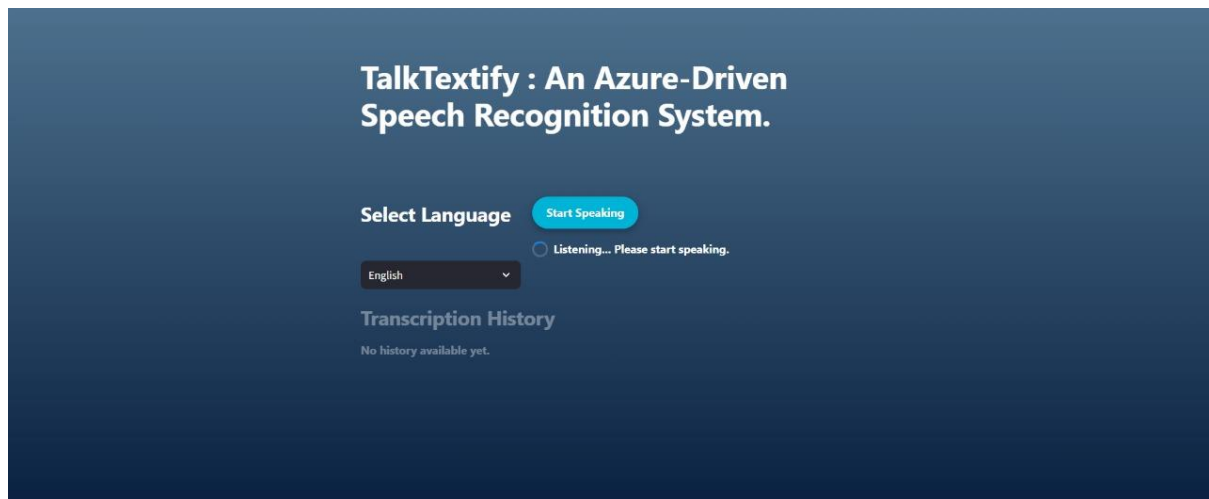 TalkTextify : An Azure-Driven
Speech Recognition System.
Select Language
Start Speaking
Listening... Please start speaking.
English
Transcription History
No history available yet.